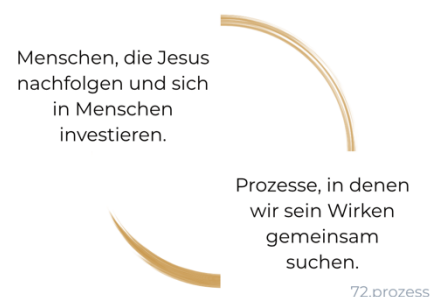 Menschen, die Jesus
nachfolgen und sich
in Menschen
investieren.
Prozesse, in denen
wir sein Wirken
gemeinsam
suchen.
72.prozess